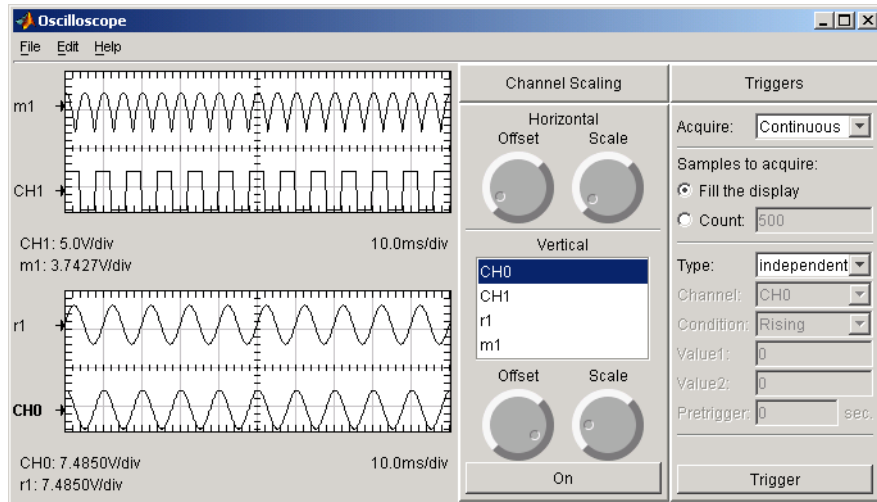 Oscilloscope
File Edit Help
m1
CH1
CH1: 5.0V/div 10.0ms/div
m1: 3.7427V/div
r1
CH0
CH0: 7.4850V/div 10.0ms/div
r1: 7.4850V/div
Channel Scaling
Horizontal
Offset Scale
Vertical
CH0
CH1
r1
m1
Offset Scale
On
Triggers
Acquire: Continuous
Samples to acquire:
Fill the display
Count: 500
Type: independent
Channel: CH0
Condition: Rising
Value1: 0
Value2: 0
Pretrigger: 0 sec.
Trigger